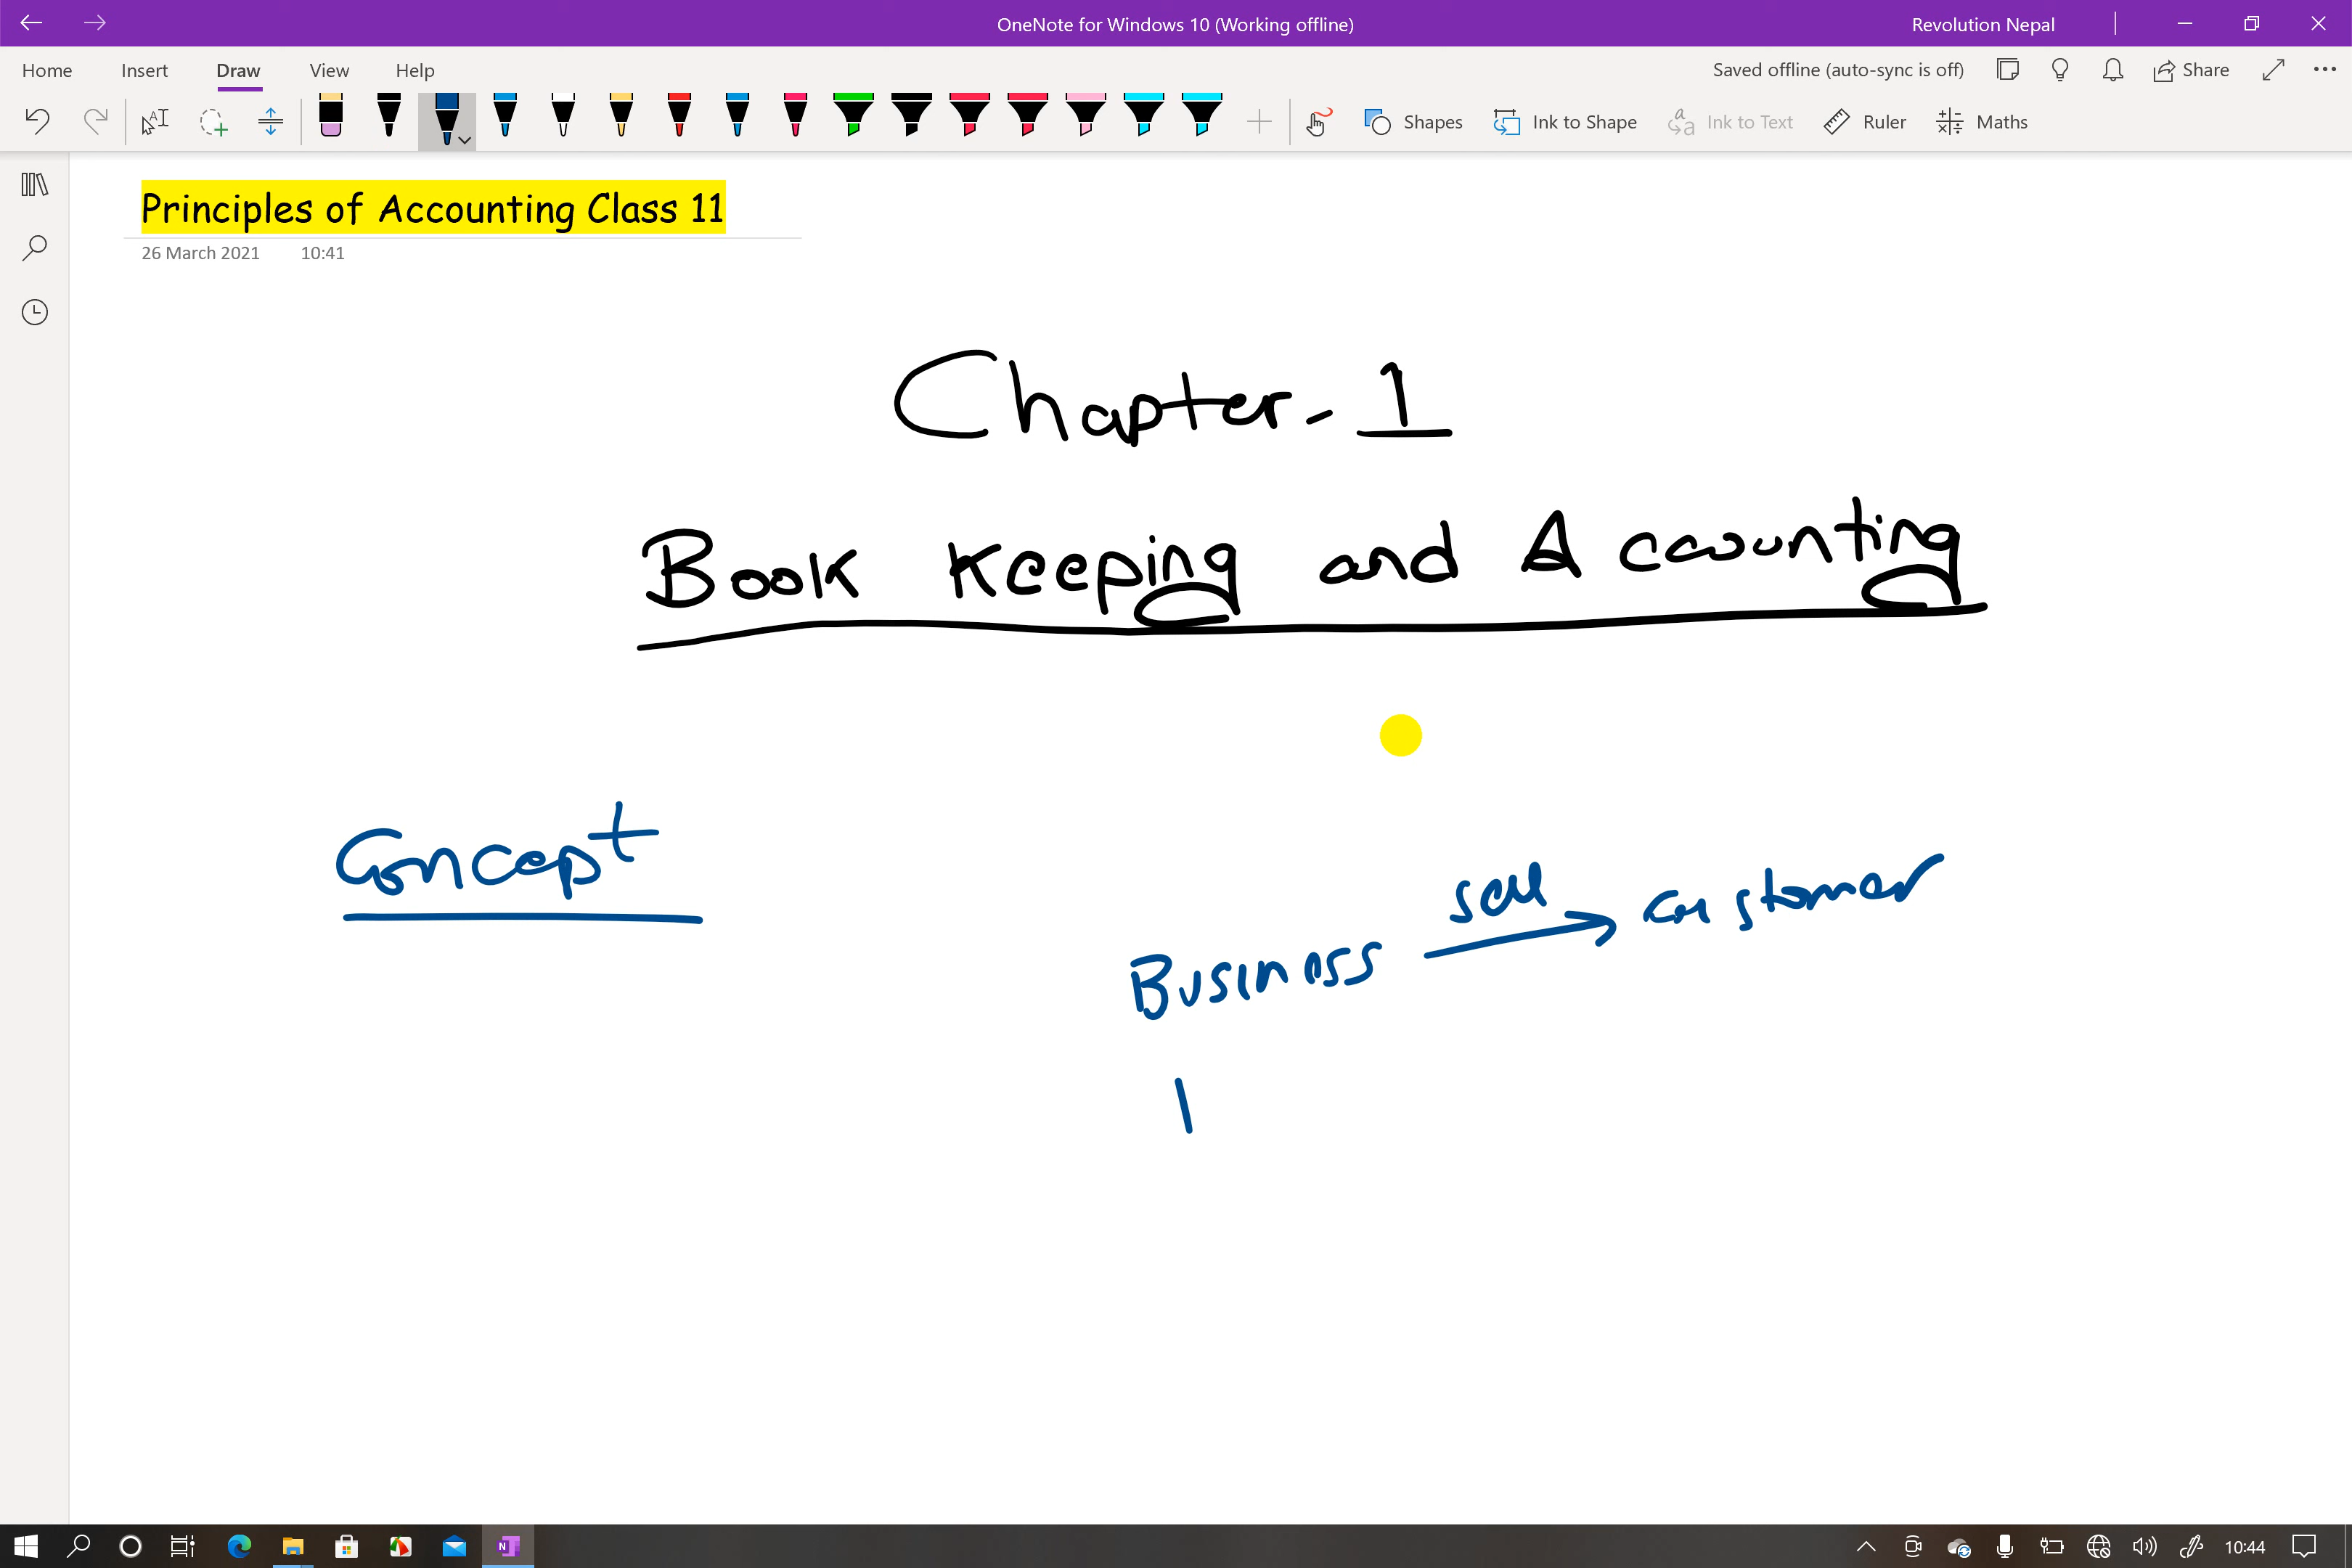 OneNote for Windows 10 (Working offline)
Revolution Nepal
Home Insert Draw View Help
Saved offline (auto-sync is off)
Share
Shapes
Ink to Shape
Ink to Text
Ruler
Maths
Principles of Accounting Class 11
26 March 2021 10:41
Chapter - 1
Book Keeping and Accounting
Concept
Business sell customer
10:44